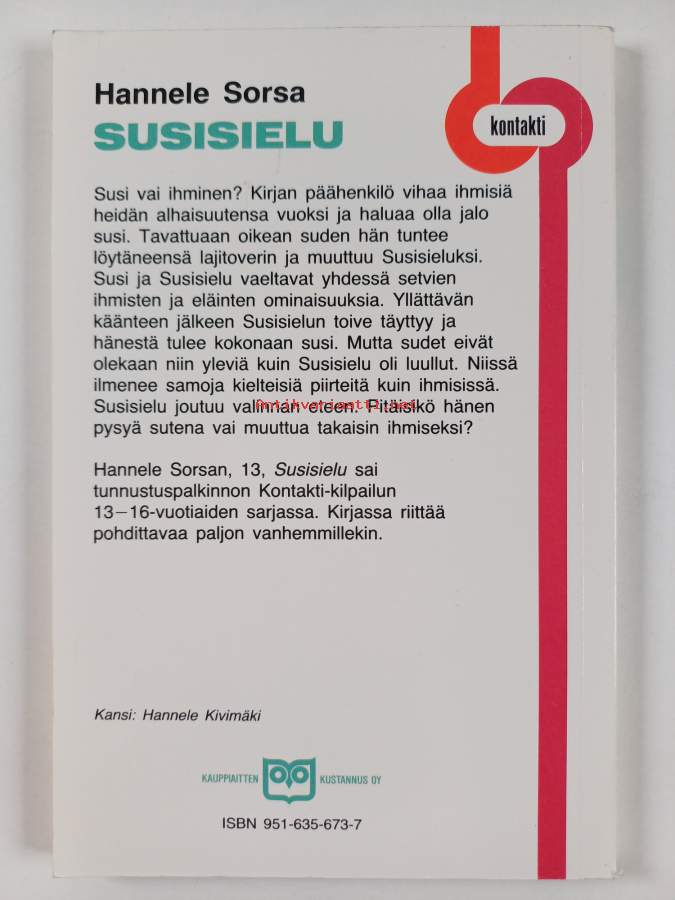 Hannele Sorsa
SUSISIELU
kontakti
Susi vai ihminen? Kirjan päähenkilö vihaa ihmisiä
heidän alhaisuutensa vuoksi ja haluaa olla jalo
susi. Tavattuaan oikean suden hän tuntee
löytäneensä lajitoverin ja muuttuu Susisieluksi.
Susi ja Susisielu vaeltavat yhdessä setvien
ihmisten ja eläinten ominaisuuksia. Yllättävän
käänteen jälkeen Susisielun toive täyttyy ja
hänestä tulee kokonaan susi. Mutta sudet eivät
olekaan niin yleviä kuin Susisielu oli luullut. Niissä
ilmenee samoja kielteisiä piirteitä kuin ihmisissä.
Susisielu joutuu valinnan eteen. Pitäisikö hänen
Antikvariaatti.net
pysyä sutena vai muuttua takaisin ihmiseksi?
Hannele Sorsan, 13, Susisielu sai
tunnustuspalkinnon Kontakti-kilpailun
13–16-vuotiaiden sarjassa. Kirjassa riittää
pohdittavaa paljon vanhemmillekin.
Kansi: Hannele Kivimäki
KAUPPIAITTEN KUSTANNUS OY
ISBN 951-635-673-7